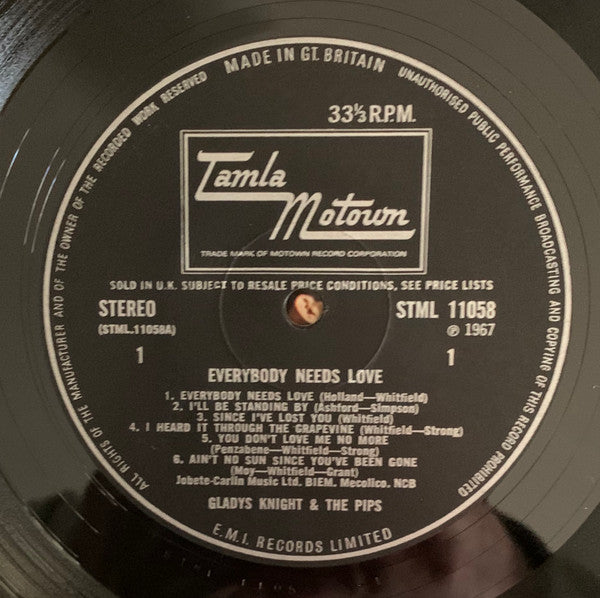 MADE IN GT. BRITAIN
UNAUTHORISED PUBLIC PERFORMANCE BROADCASTING AND COPYING OF THIS RECORD PROHIBITED
ALL RIGHTS OF THE MANUFACTURER AND OF THE OWNER OF THE RECORDED WORK RESERVED
33⅓ R.P.M.
Tamla
Motown
TRADE MARK OF MOTOWN RECORD CORPORATION
SOLD IN U.K. SUBJECT TO RESALE PRICE CONDITIONS, SEE PRICE LISTS
STEREO STML 11058
(STML.11058A) ℗ 1967
1 1
EVERYBODY NEEDS LOVE
1. EVERYBODY NEEDS LOVE (Holland—Whitfield)
2. I'LL BE STANDING BY (Ashford—Simpson)
3. SINCE I'VE LOST YOU (Whitfield)
4. I HEARD IT THROUGH THE GRAPEVINE (Whitfield—Strong)
5. YOU DON'T LOVE ME NO MORE
(Penzabene—Whitfield—Strong)
6. AIN'T NO SUN SINCE YOU'VE BEEN GONE
(Moy—Whitfield—Grant)
Jobete-Carlin Music Ltd. BIEM. Mecolico. NCB
GLADYS KNIGHT & THE PIPS
E.M.I. RECORDS LIMITED